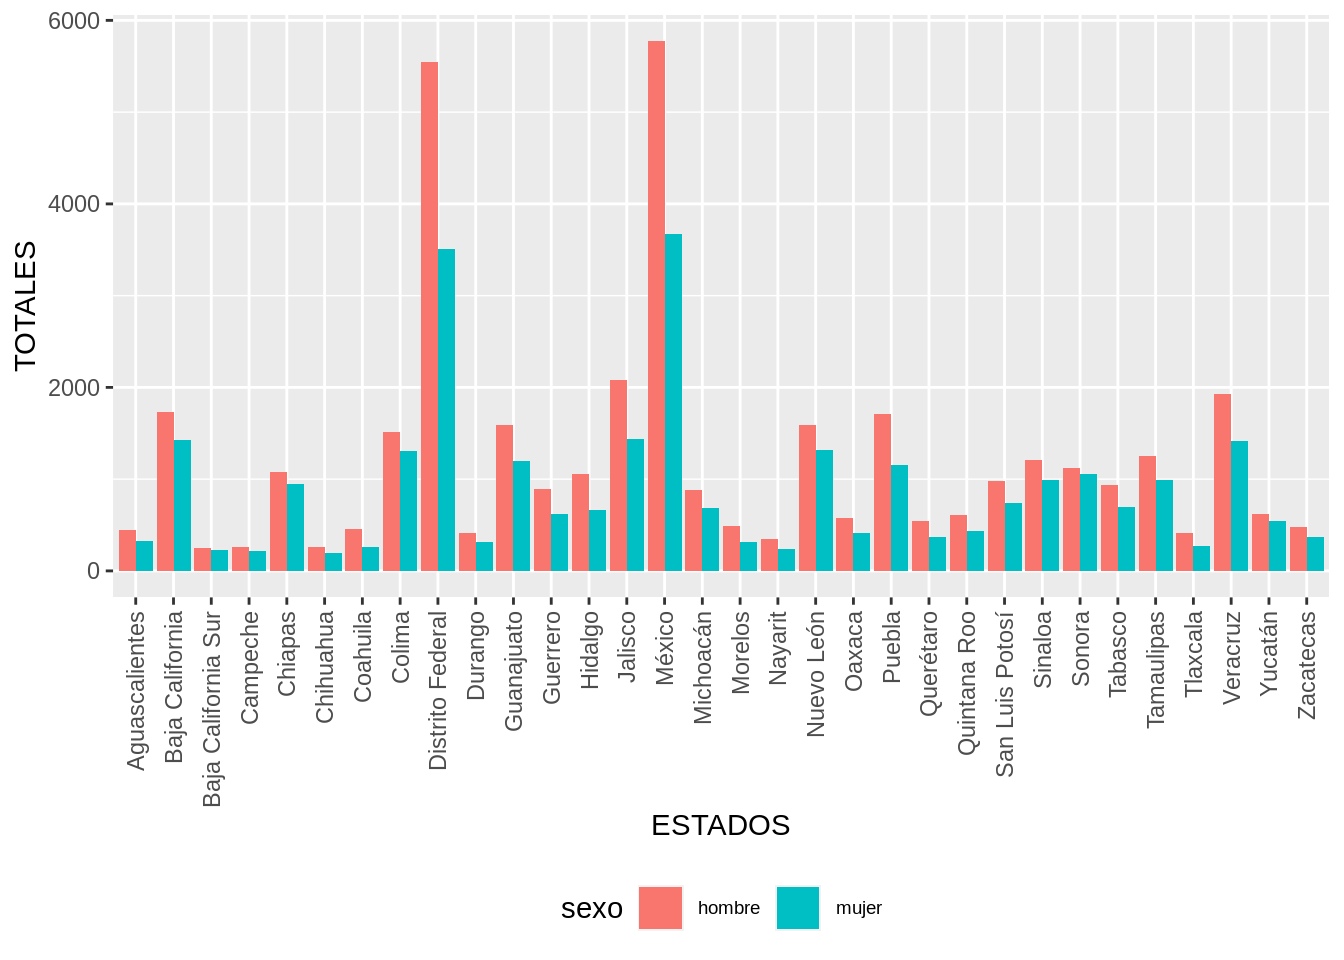 6000
4000
2000
0
TOTALES
Aguascalientes
Baja California
Baja California Sur
Campeche
Chiapas
Chihuahua
Coahuila
Colima
Distrito Federal
Durango
Guanajuato
Guerrero
Hidalgo
Jalisco
México
Michoacán
Morelos
Nayarit
Nuevo León
Oaxaca
Puebla
Querétaro
Quintana Roo
San Luis Potosí
Sinaloa
Sonora
Tabasco
Tamaulipas
Tlaxcala
Veracruz
Yucatán
Zacatecas
ESTADOS
sexo hombre mujer